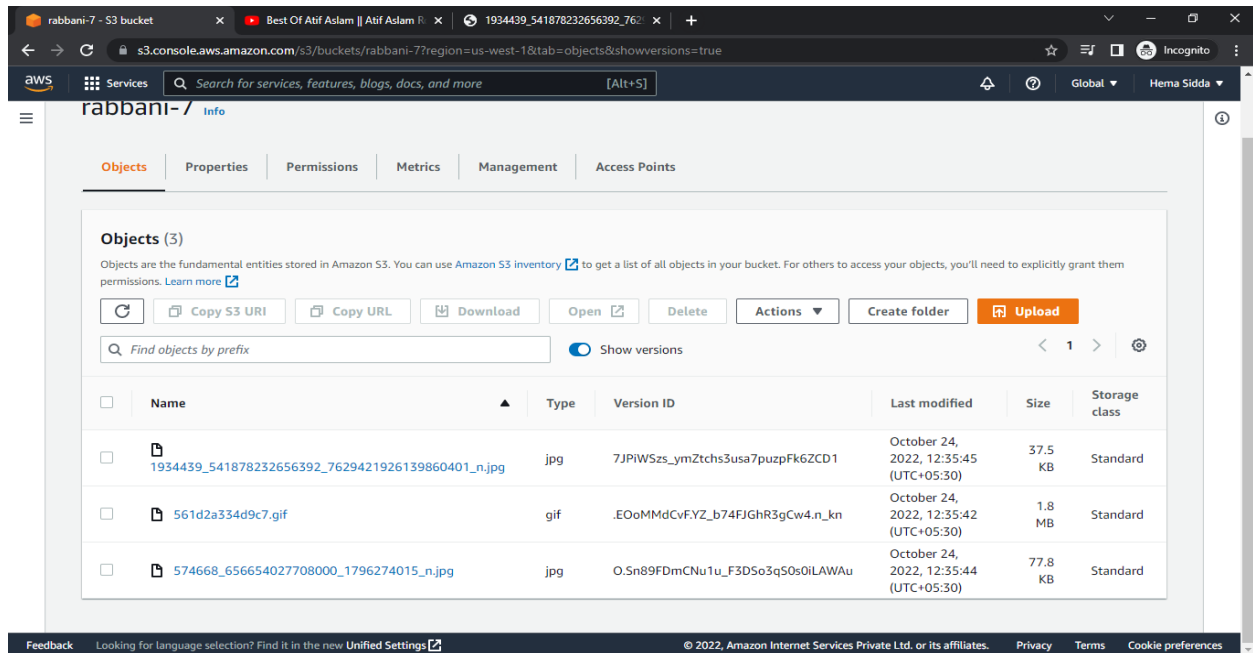 rabbani-7 - S3 bucket
Best Of Atif Aslam || Atif Aslam R
1934439_541878232656392_762
s3.console.aws.amazon.com/s3/buckets/rabbani-7?region=us-west-1&tab=objects&showversions=true
Incognito
aws
Services
Search for services, features, blogs, docs, and more
[Alt+S]
Global
Hema Sidda
rabbani-7 Info
Objects
Properties
Permissions
Metrics
Management
Access Points
Objects (3)
Objects are the fundamental entities stored in Amazon S3. You can use Amazon S3 inventory to get a list of all objects in your bucket. For others to access your objects, you'll need to explicitly grant them
permissions. Learn more
Copy S3 URI
Copy URL
Download
Open
Delete
Actions
Create folder
Upload
Find objects by prefix
Show versions
1
Name
Type
Version ID
Last modified
Size
Storage
class
1934439_541878232656392_7629421926139860401_n.jpg
jpg
7JPiWSzs_ymZtchs3usa7puzpFk6ZCD1
October 24,
2022, 12:35:45
(UTC+05:30)
37.5
KB
Standard
561d2a334d9c7.gif
gif
.EOoMMdCvF.YZ_b74FJGhR3gCw4.n_kn
October 24,
2022, 12:35:42
(UTC+05:30)
1.8
MB
Standard
574668_656654027708000_1796274015_n.jpg
jpg
O.Sn89FDmCNu1u_F3DSo3qS0s0iLAWAu
October 24,
2022, 12:35:44
(UTC+05:30)
77.8
KB
Standard
Feedback
Looking for language selection? Find it in the new Unified Settings
© 2022, Amazon Internet Services Private Ltd. or its affiliates.
Privacy
Terms
Cookie preferences